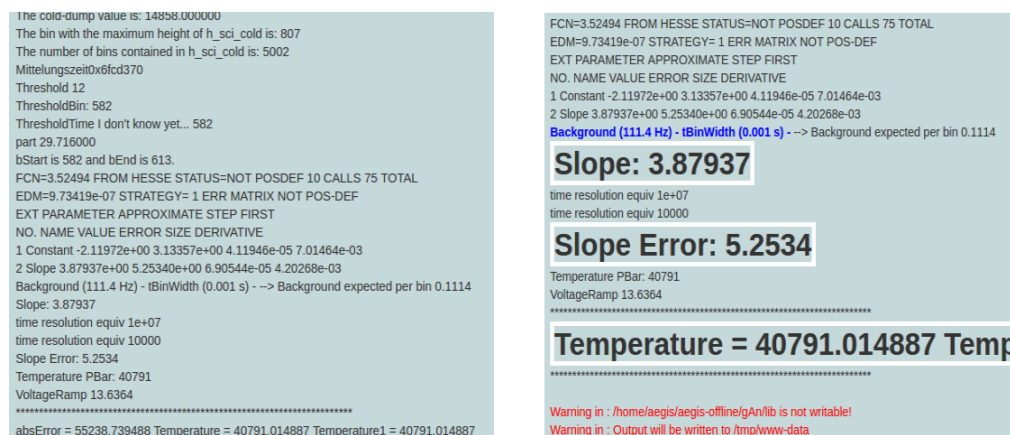 The cold-dump value is: 14858.000000
The bin with the maximum height of h_sci_cold is: 807
The number of bins contained in h_sci_cold is: 5002
Mittelungszeit0x6fcd370
Threshold 12
ThresholdBin: 582
ThresholdTime I don't know yet... 582
part 29.716000
bStart is 582 and bEnd is 613.
FCN=3.52494 FROM HESSE STATUS=NOT POSDEF 10 CALLS 75 TOTAL
EDM=9.73419e-07 STRATEGY= 1 ERR MATRIX NOT POS-DEF
EXT PARAMETER APPROXIMATE STEP FIRST
NO. NAME VALUE ERROR SIZE DERIVATIVE
1 Constant -2.11972e+00 3.13357e+00 4.11946e-05 7.01464e-03
2 Slope 3.87937e+00 5.25340e+00 6.90544e-05 4.20268e-03
Background (111.4 Hz) - tBinWidth (0.001 s) - --> Background expected per bin 0.1114
Slope: 3.87937
time resolution equiv 1e+07
time resolution equiv 10000
Slope Error: 5.2534
Temperature PBar: 40791
VoltageRamp 13.6364
*************************************************************************
absError = 55238.739488 Temperature = 40791.014887 Temperature1 = 40791.014887
FCN=3.52494 FROM HESSE STATUS=NOT POSDEF 10 CALLS 75 TOTAL
EDM=9.73419e-07 STRATEGY= 1 ERR MATRIX NOT POS-DEF
EXT PARAMETER APPROXIMATE STEP FIRST
NO. NAME VALUE ERROR SIZE DERIVATIVE
1 Constant -2.11972e+00 3.13357e+00 4.11946e-05 7.01464e-03
2 Slope 3.87937e+00 5.25340e+00 6.90544e-05 4.20268e-03
Background (111.4 Hz) - tBinWidth (0.001 s) - --> Background expected per bin 0.1114
Slope: 3.87937
time resolution equiv 1e+07
time resolution equiv 10000
Slope Error: 5.2534
Temperature PBar: 40791
VoltageRamp 13.6364
*************************************************************************
Temperature = 40791.014887 Temp
*************************************************************************
Warning in : /home/aegis/aegis-offline/gAn/lib is not writable!
Warning in : Output will be written to /tmp/www-data